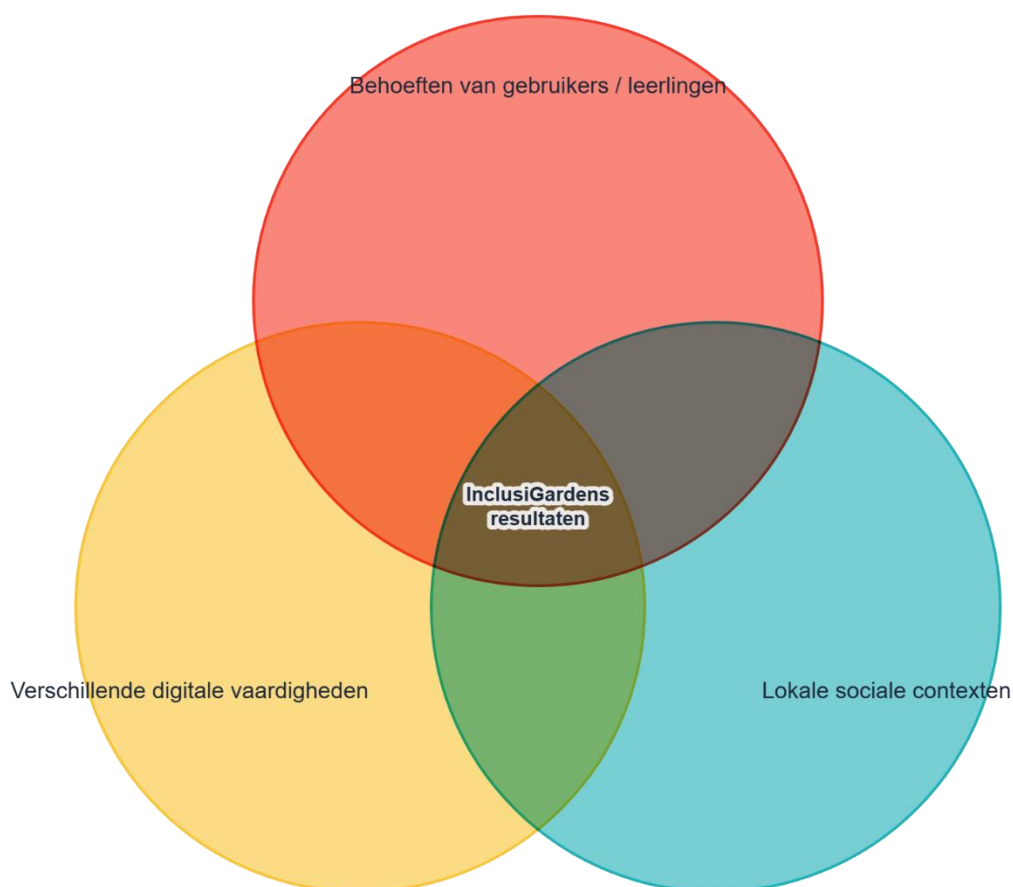 Behoeften van gebruikers / leerlingen
InclusiGardens
resultaten
Verschillende digitale vaardigheden
Lokale sociale contexten